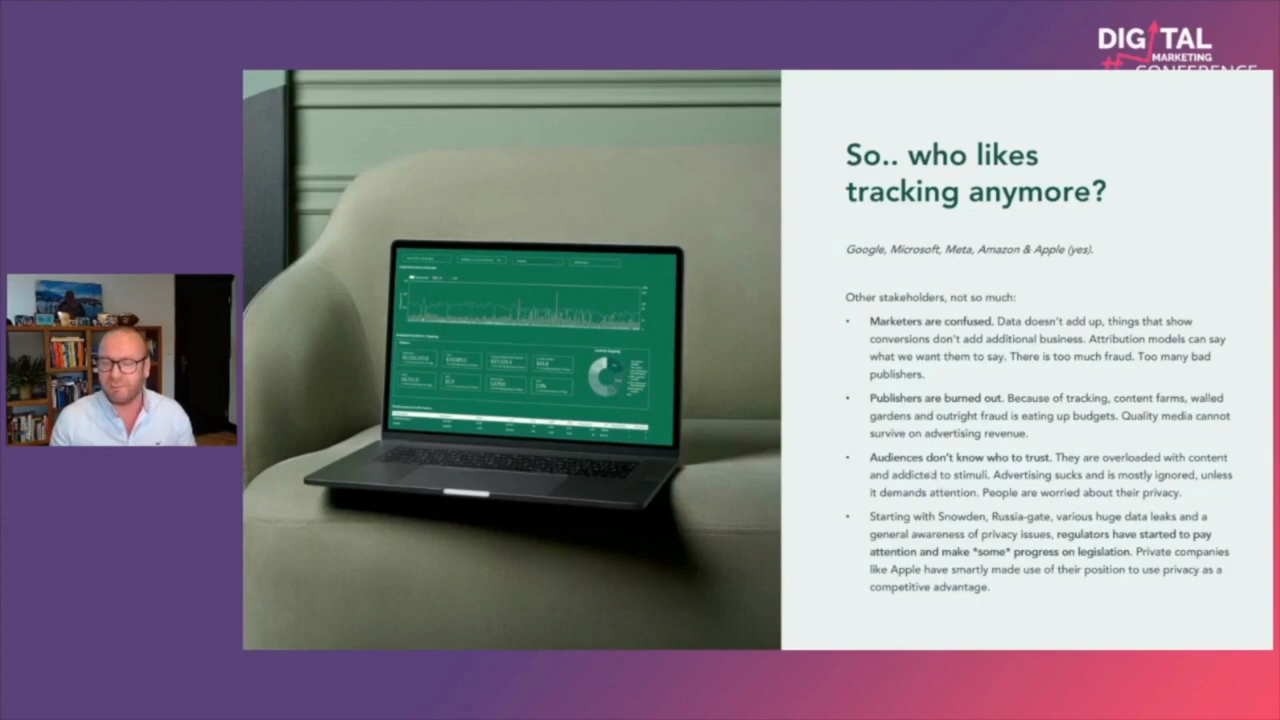 DIGITAL
MARKETING
# CONFERENCE
So.. who likes
tracking anymore?
Google, Microsoft, Meta, Amazon & Apple (yes).
Other stakeholders, not so much:
• Marketers are confused. Data doesn't add up, things that show
conversions don't add additional business. Attribution models can say
what we want them to say. There is too much fraud. Too many bad
publishers.
• Publishers are burned out. Because of tracking, content farms, walled
gardens and outright fraud is eating up budgets. Quality media cannot
survive on advertising revenue.
• Audiences don't know who to trust. They are overloaded with content
and addicted to stimuli. Advertising sucks and is mostly ignored, unless
it demands attention. People are worried about their privacy.
• Starting with Snowden, Russia-gate, various huge data leaks and a
general awareness of privacy issues, regulators have started to pay
attention and make *some* progress on legislation. Private companies
like Apple have smartly made use of their position to use privacy as a
competitive advantage.